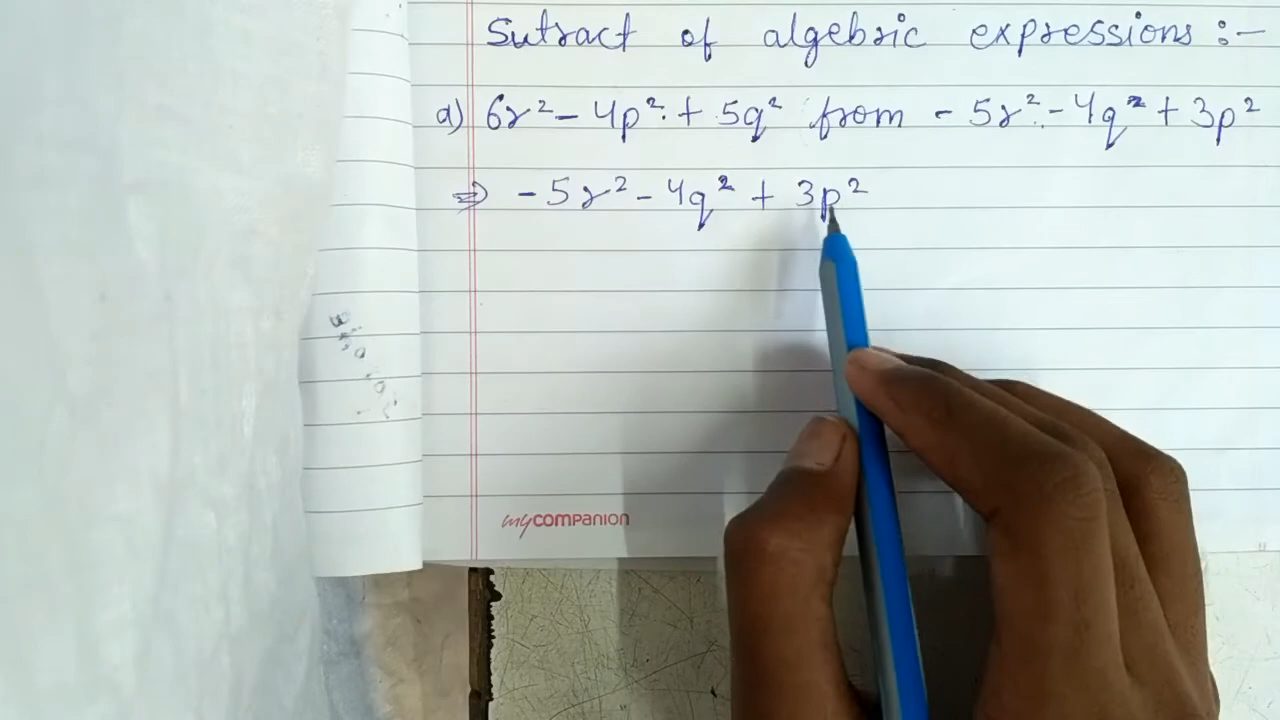 Sutract of algebric expressions :-
a) 6r² - 4p² + 5q² from - 5r² - 4q² + 3p²
⇒ - 5r² - 4q² + 3p²
mycompanion